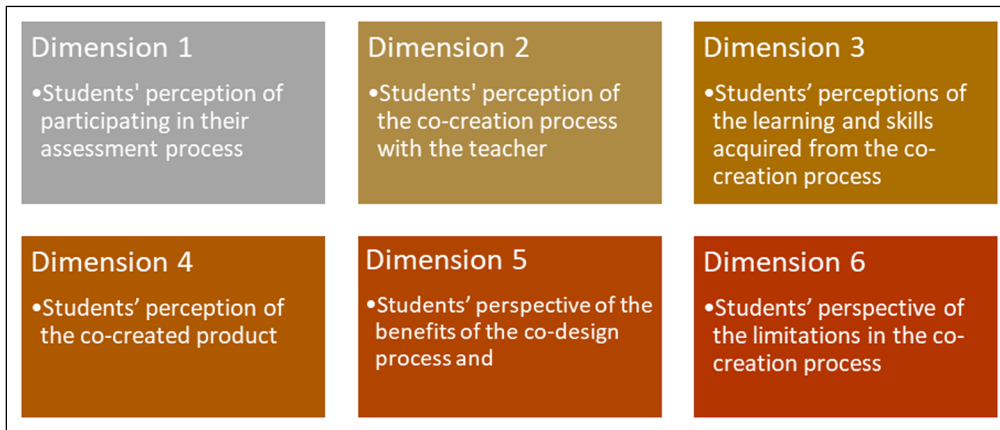 Dimension 1
•Students' perception of
participating in their
assessment process
Dimension 2
•Students' perception of
the co-creation process
with the teacher
Dimension 3
•Students’ perceptions of
the learning and skills
acquired from the co-
creation process
Dimension 4
•Students’ perception of
the co-created product
Dimension 5
•Students’ perspective of the
benefits of the co-design
process and
Dimension 6
•Students’ perspective of
the limitations in the co-
creation process